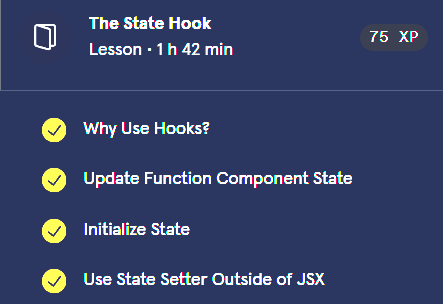 The State Hook
Lesson · 1 h 42 min
75 XP
Why Use Hooks?
Update Function Component State
Initialize State
Use State Setter Outside of JSX